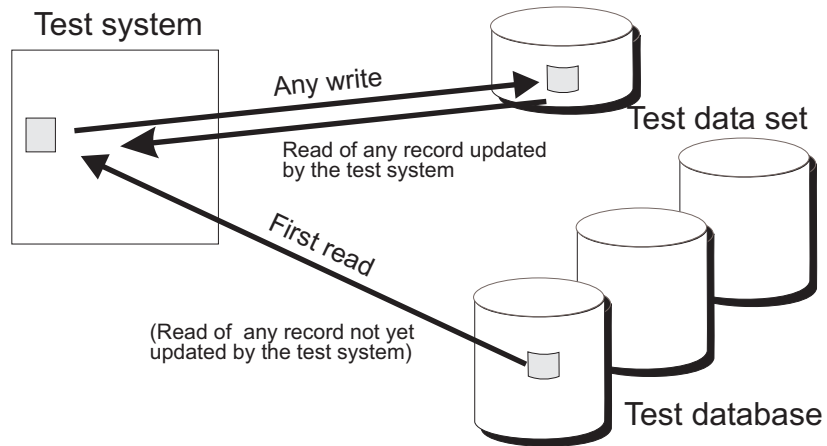 Test system
Any write
Test data set
Read of any record updated
by the test system
First read
(Read of any record not yet
updated by the test system)
Test database